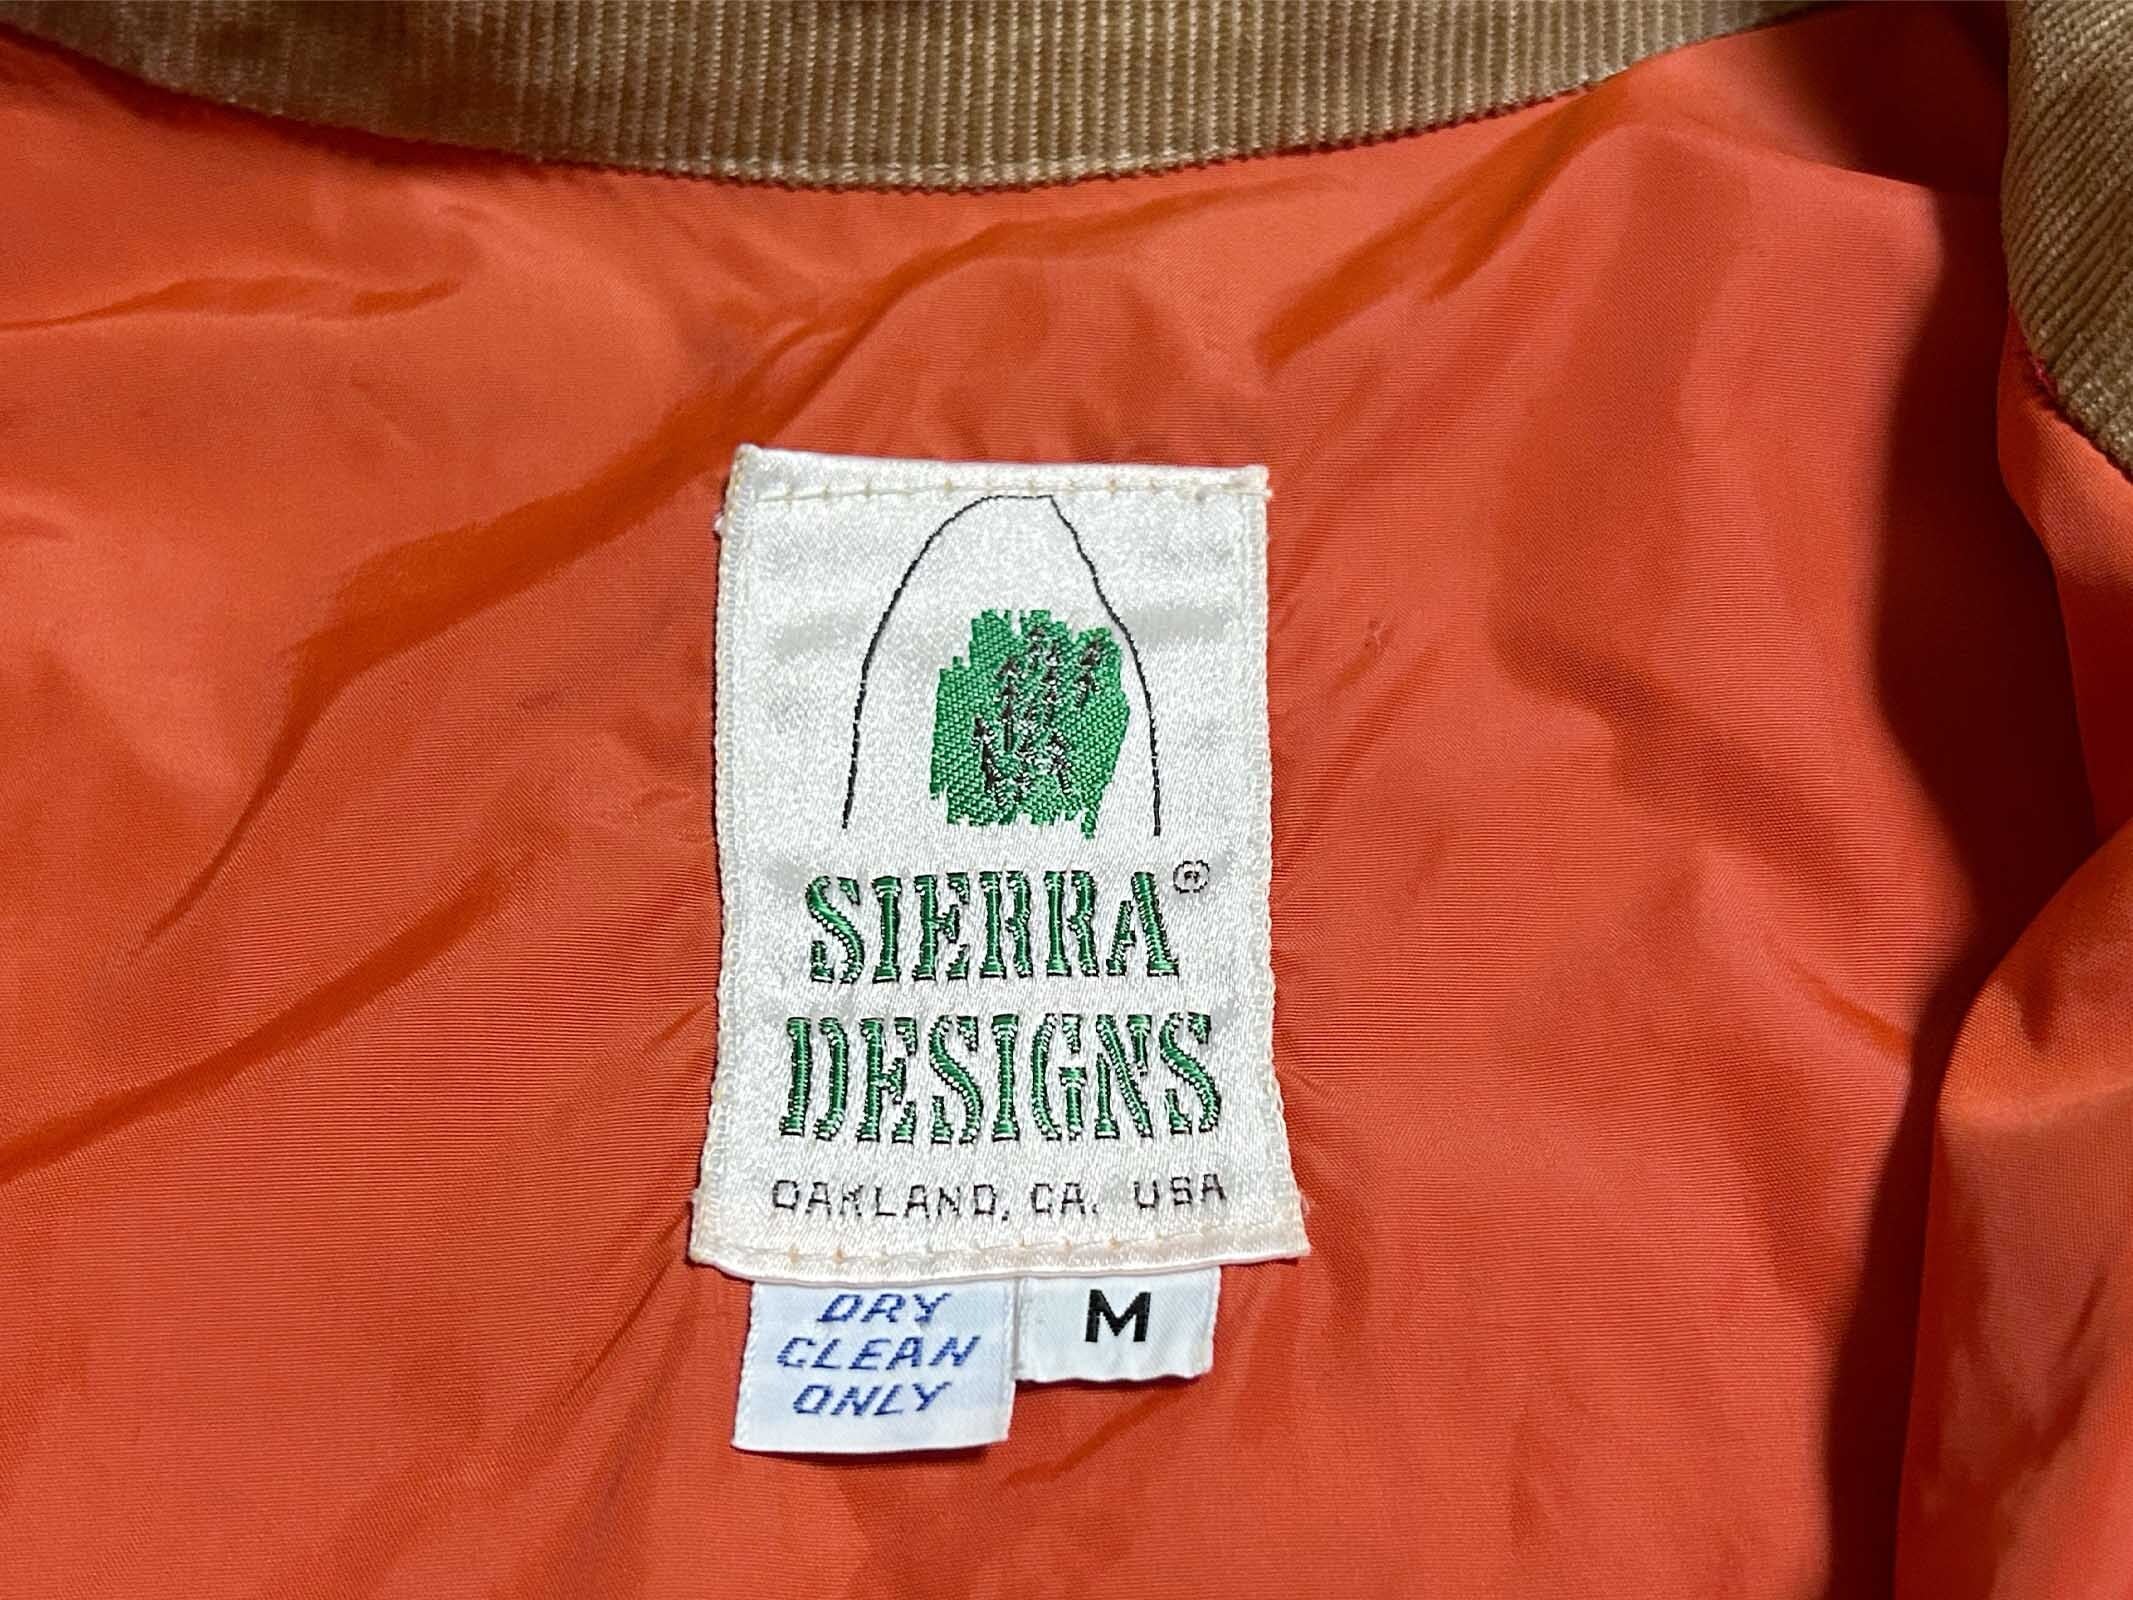 SIERRA®
DESIGNS
OAKLAND, CA. USA
DRY
CLEAN
ONLY
M